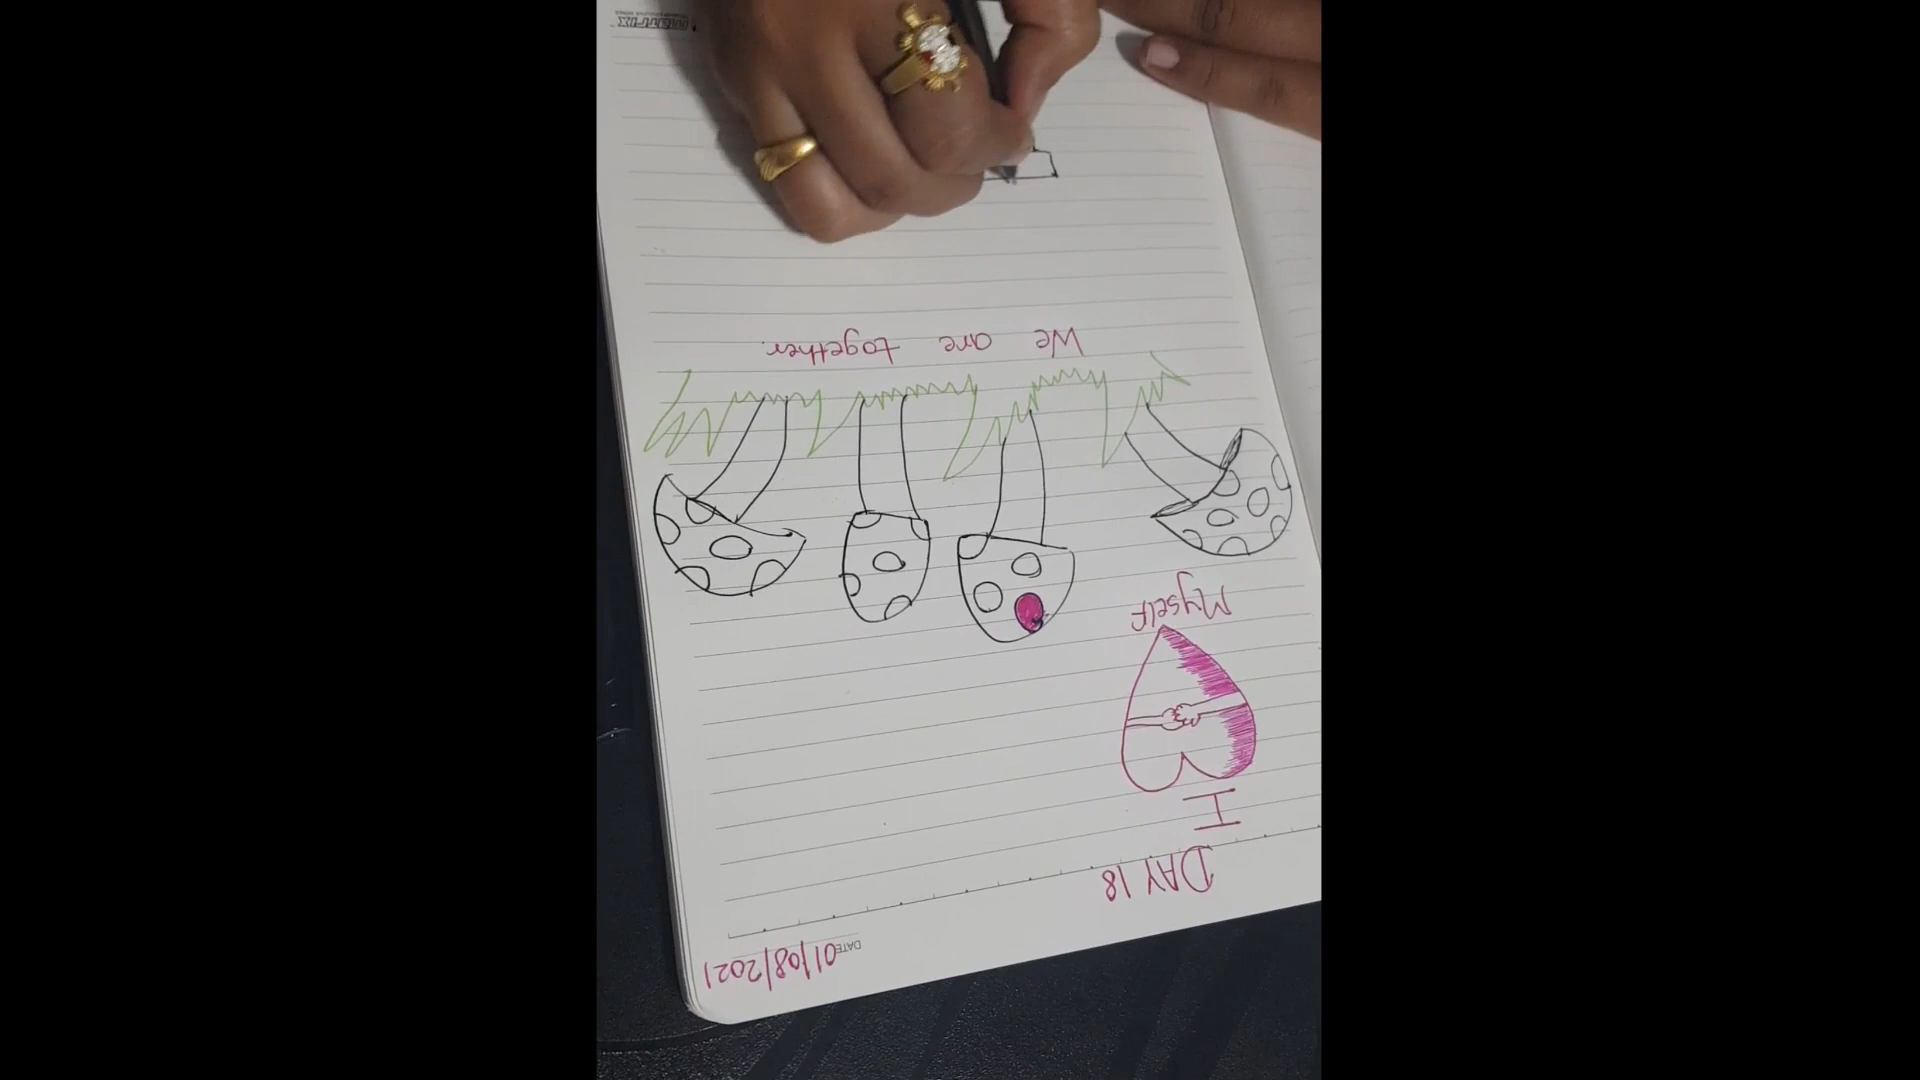 DATE 01/08/2021
DAY 18
I
Myself
We are together.